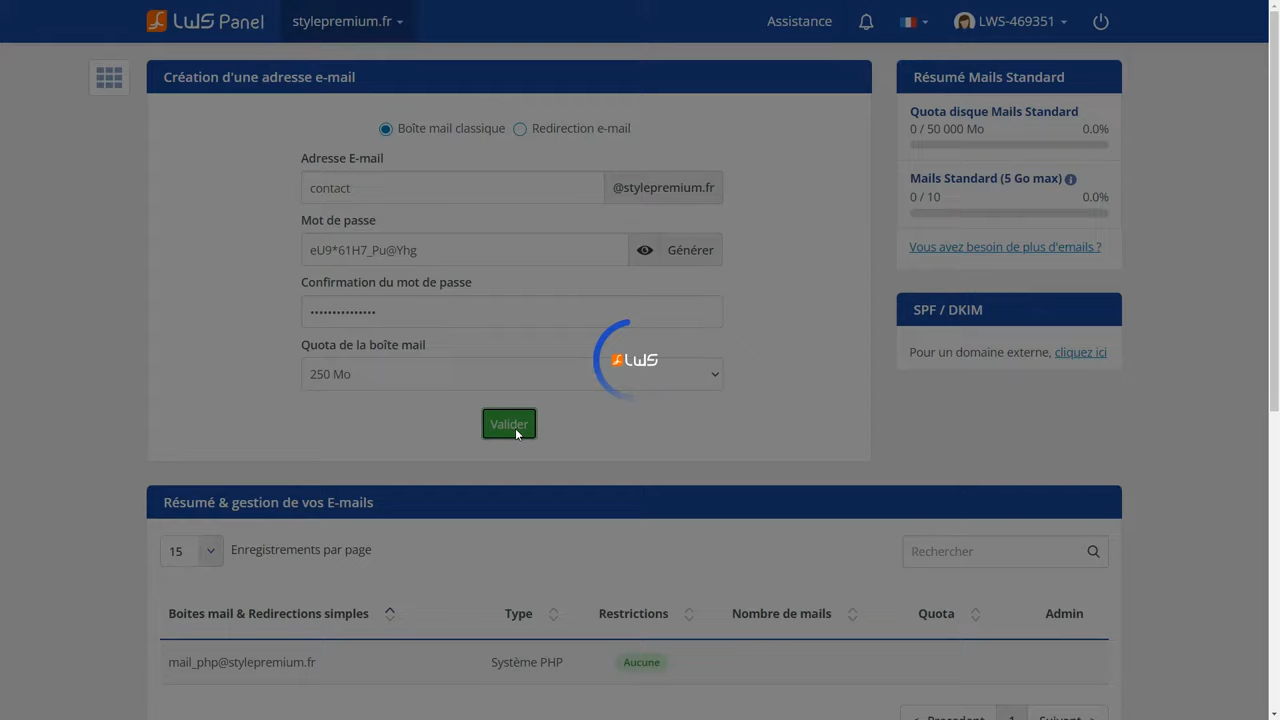 LWS Panel
stylepremium.fr
Assistance
LWS-469351
Création d'une adresse e-mail
Boîte mail classique
Redirection e-mail
Adresse E-mail
contact
@stylepremium.fr
Mot de passe
eU9*61H7_Pu@Yhg
Générer
Confirmation du mot de passe
•••••••••••••••
Quota de la boîte mail
250 Mo
LWS
Valider
Résumé Mails Standard
Quota disque Mails Standard
0 / 50 000 Mo 0.0%
Mails Standard (5 Go max)
0 / 10 0.0%
Vous avez besoin de plus d'emails ?
SPF / DKIM
Pour un domaine externe, cliquez ici
Résumé & gestion de vos E-mails
15 Enregistrements par page
Rechercher
Boites mail & Redirections simples Type Restrictions Nombre de mails Quota Admin
mail_php@stylepremium.fr Système PHP Aucune
Precedent 1 Suivant